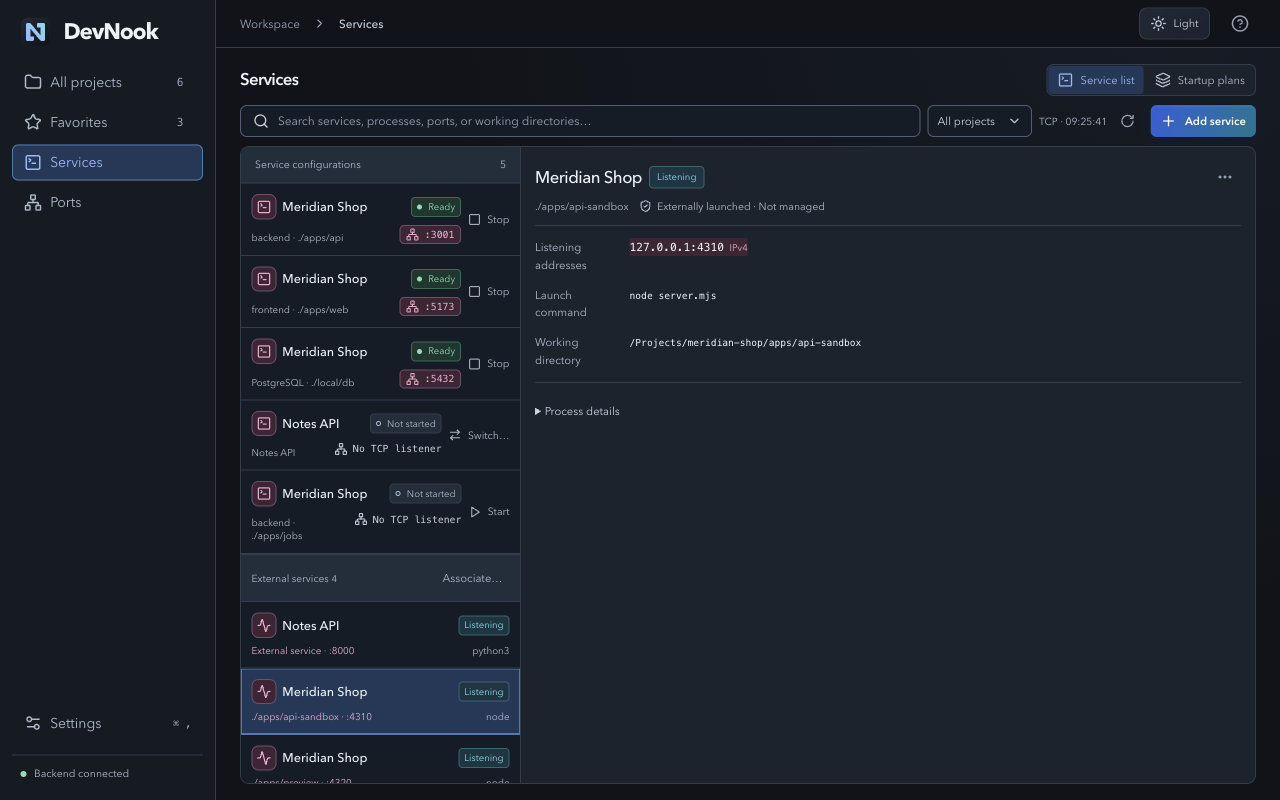 DevNook
All projects 6
Favorites 3
Services
Ports
Settings ⌘ ,
Backend connected
Workspace > Services
Light
Services
Service list
Startup plans
Search services, processes, ports, or working directories…
All projects
TCP · 09:25:41
Add service
Service configurations 5
Meridian Shop Ready
backend · ./apps/api :3001 Stop
Meridian Shop Ready
frontend · ./apps/web :5173 Stop
Meridian Shop Ready
PostgreSQL · ./local/db :5432 Stop
Notes API Not started
Notes API No TCP listener Switch…
Meridian Shop Not started
backend · No TCP listener Start
./apps/jobs
External services 4 Associate…
Notes API Listening
External service · :8000 python3
Meridian Shop Listening
./apps/api-sandbox · :4310 node
Meridian Shop Listening
./apps/preview · :4320 node
Meridian Shop Listening
./apps/api-sandbox Externally launched · Not managed
Listening addresses 127.0.0.1:4310 IPv4
Launch command node server.mjs
Working directory /Projects/meridian-shop/apps/api-sandbox
Process details